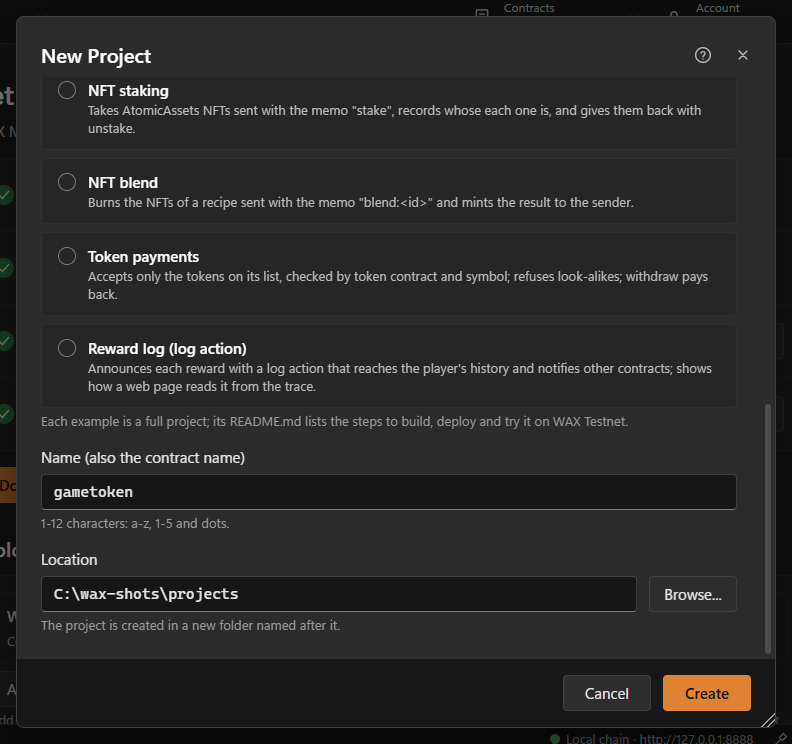 Contracts
Account
New Project
NFT staking
Takes AtomicAssets NFTs sent with the memo "stake", records whose each one is, and gives them back with
unstake.
NFT blend
Burns the NFTs of a recipe sent with the memo "blend:<id>" and mints the result to the sender.
Token payments
Accepts only the tokens on its list, checked by token contract and symbol; refuses look-alikes; withdraw pays
back.
Reward log (log action)
Announces each reward with a log action that reaches the player's history and notifies other contracts; shows
how a web page reads it from the trace.
Each example is a full project; its README.md lists the steps to build, deploy and try it on WAX Testnet.
Name (also the contract name)
gametoken
1-12 characters: a-z, 1-5 and dots.
Location
C:\wax-shots\projects
Browse...
The project is created in a new folder named after it.
Cancel
Create
Local chain · http://127.0.0.1:8888